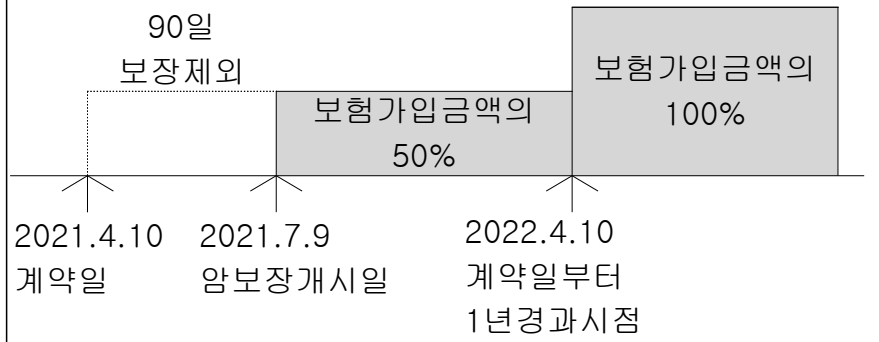 90일
보장제외
보험가입금액의
50%
보험가입금액의
100%
2021.4.10
계약일
2021.7.9
암보장개시일
2022.4.10
계약일부터
1년경과시점